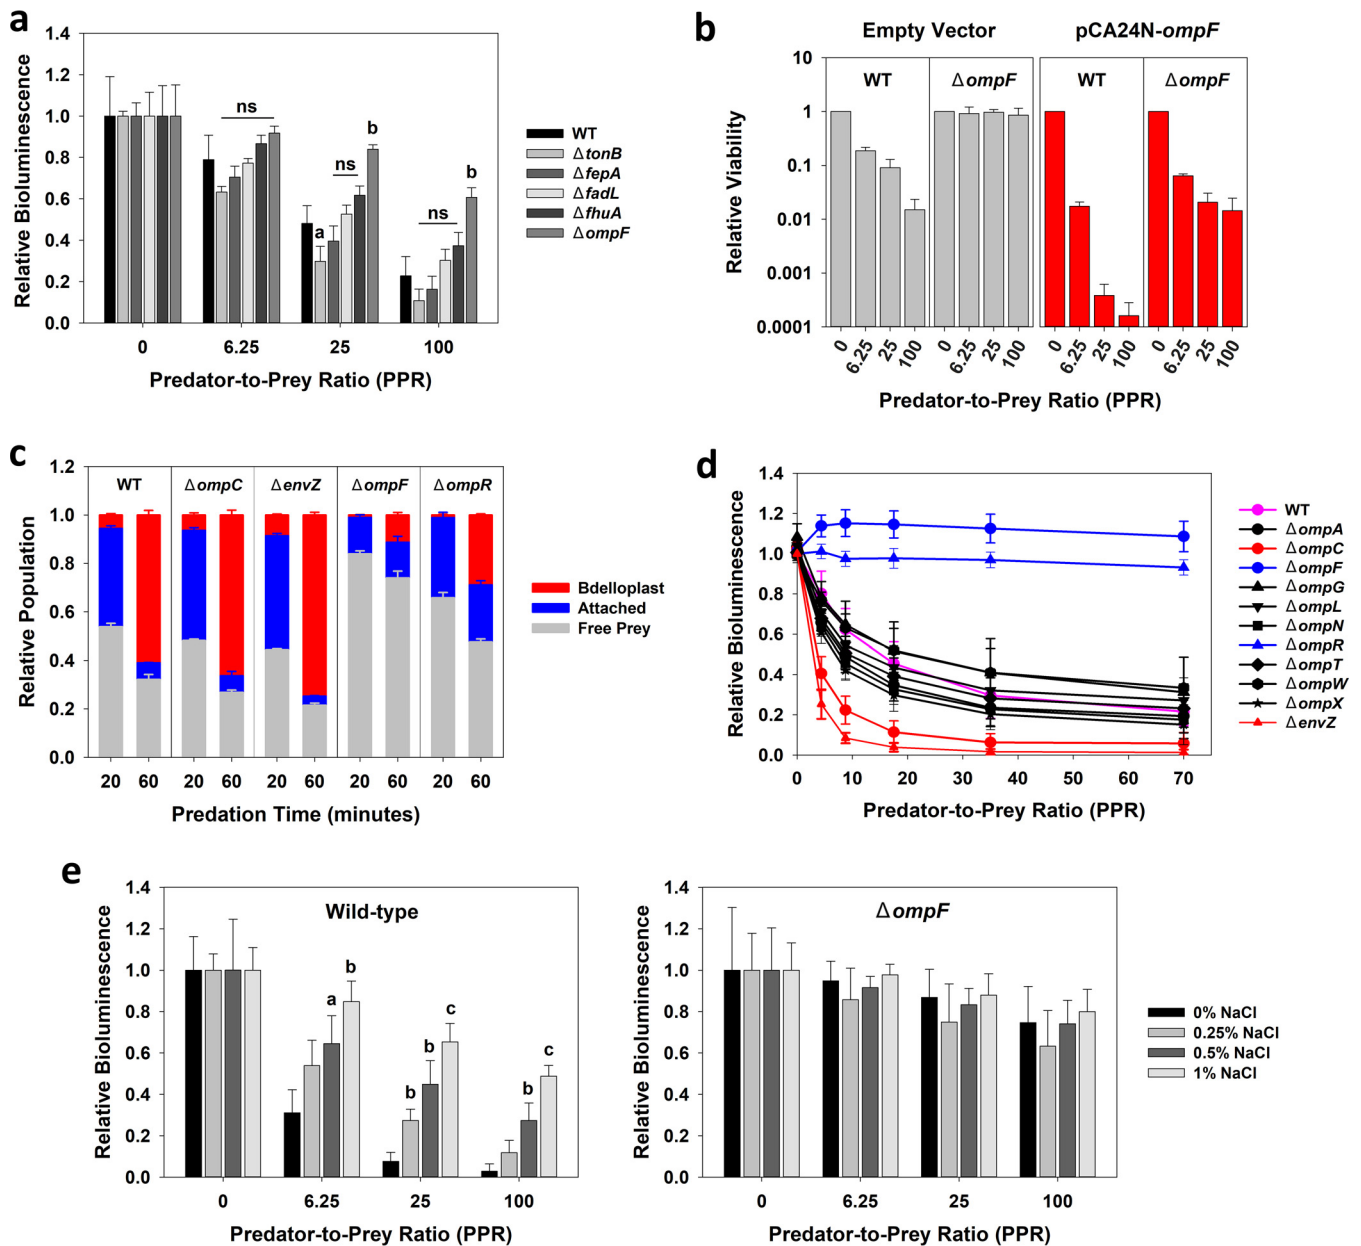 a
Relative Bioluminescence
1.4
1.2
1.0
0.8
0.6
0.4
0.2
0.0
ns
ns
a
b
ns
b
0
6.25
25
100
Predator-to-Prey Ratio (PPR)
WT
ΔtonB
ΔfepA
ΔfadL
ΔfhuA
ΔompF
b
Empty Vector
pCA24N-ompF
WT
ΔompF
WT
ΔompF
Relative Viability
10
1
0.1
0.01
0.001
0.0001
0 6.25 25 100
0 6.25 25 100
0 6.25 25 100
0 6.25 25 100
Predator-to-Prey Ratio (PPR)
c
Relative Population
1.2
1.0
0.8
0.6
0.4
0.2
0.0
WT
ΔompC
ΔenvZ
ΔompF
ΔompR
20 60 20 60 20 60 20 60 20 60
Predation Time (minutes)
Bdelloplast
Attached
Free Prey
d
Relative Bioluminescence
1.4
1.2
1.0
0.8
0.6
0.4
0.2
0.0
0 10 20 30 40 50 60 70
Predator-to-Prey Ratio (PPR)
WT
ΔompA
ΔompC
ΔompF
ΔompG
ΔompL
ΔompN
ΔompR
ΔompT
ΔompW
ΔompX
ΔenvZ
e
Relative Bioluminescence
1.4
1.2
1.0
0.8
0.6
0.4
0.2
0.0
Wild-type
a
b
b
b
c
b
c
0
6.25
25
100
Predator-to-Prey Ratio (PPR)
Relative Bioluminescence
1.4
1.2
1.0
0.8
0.6
0.4
0.2
0.0
ΔompF
0
6.25
25
100
Predator-to-Prey Ratio (PPR)
0% NaCl
0.25% NaCl
0.5% NaCl
1% NaCl